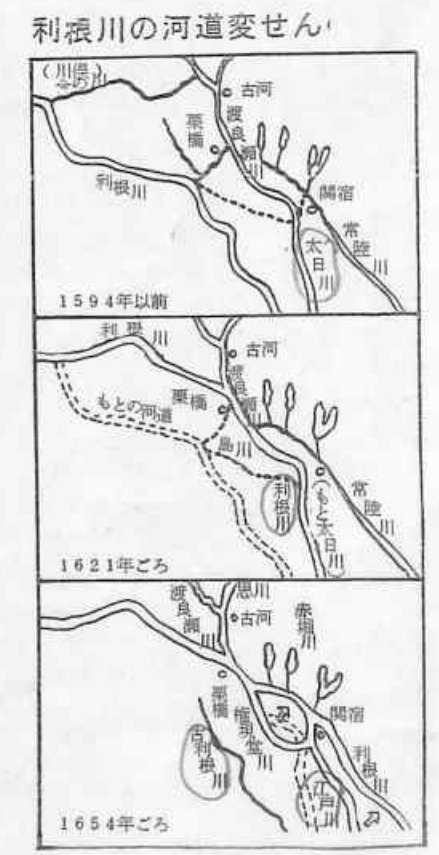 利根川の河道変せん
古河
渡良瀬川
栗橋
利根川
関宿
太日川
常陸川
1594年以前
利根川
古河
渡良瀬川
栗橋
もとの河道
島川
利根川
(もと太日川)
常陸川
1621年ごろ
渡良瀬川
思川
古河
赤堀川
栗橋
権現堂川
関宿
古利根川
利根川
江戸川
1654年ごろ